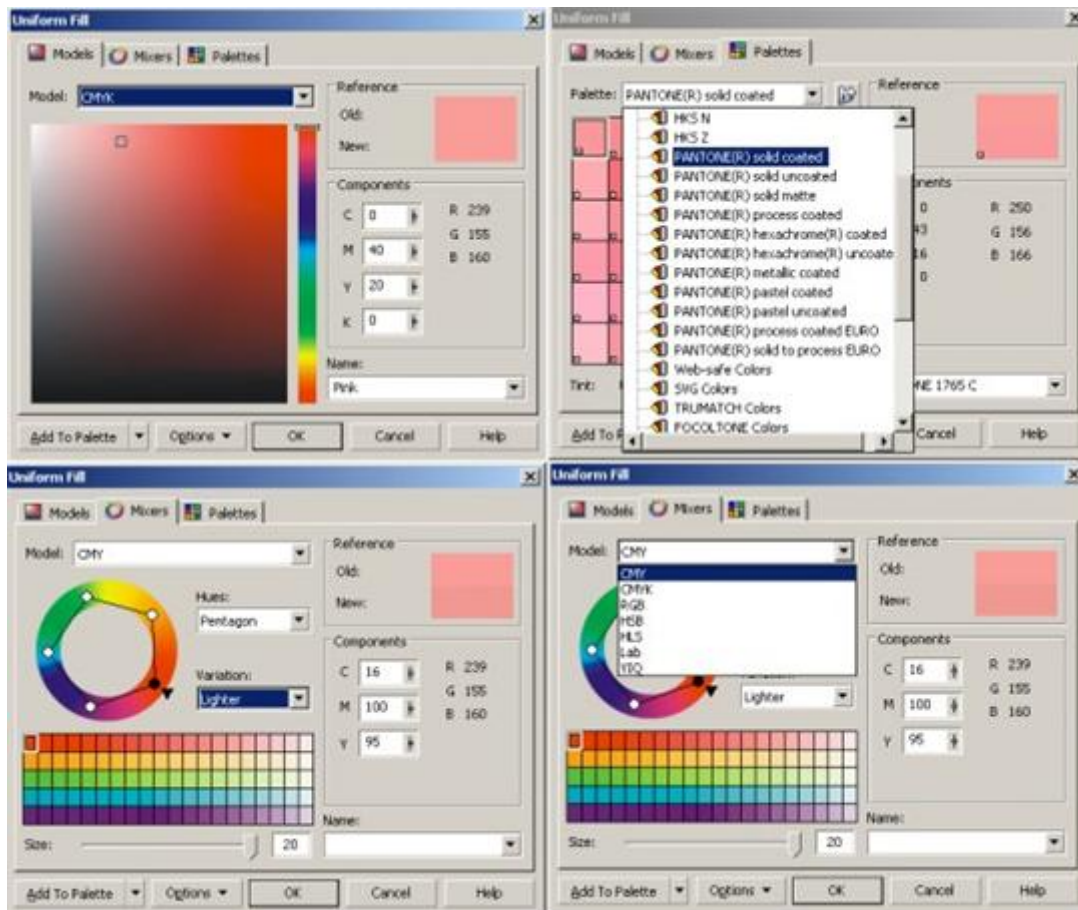 Uniform Fill
Models Mixers Palettes
Model: CMYK
Reference
Old:
New:
Components
C 0 R 239
G 155
M 40 B 160
Y 20
K 0
Name:
Pink
Add To Palette Options OK Cancel Help
Uniform Fill
Models Mixers Palettes
Palette: PANTONE(R) solid coated
Reference
HKS N
HKS Z
PANTONE(R) solid coated
PANTONE(R) solid uncoated
PANTONE(R) solid matte
PANTONE(R) process coated
PANTONE(R) hexachrome(R) coated
PANTONE(R) hexachrome(R) uncoate
PANTONE(R) metallic coated
PANTONE(R) pastel coated
PANTONE(R) pastel uncoated
PANTONE(R) process coated EURO
PANTONE(R) solid to process EURO
Web-safe Colors
SVG Colors
TRUMATCH Colors
FOCOLTONE Colors
onents
0 R 250
43 G 156
16 B 166
0
Tint:
NE 1765 C
Add To Cancel Help
Uniform Fill
Models Mixers Palettes
Model: CMY
Reference
Old:
New:
Hues:
Pentagon
Variation:
Lighter
Components
C 16 R 239
G 155
M 100 B 160
Y 95
Name:
Size: 20
Add To Palette Options OK Cancel Help
Uniform Fill
Models Mixers Palettes
Model: CMY
CMY
CMYK
RGB
HSB
HLS
Lab
YIQ
Reference
Old:
New:
Lighter
Components
C 16 R 239
G 155
M 100 B 160
Y 95
Name:
Size: 20
Add To Palette Options OK Cancel Help